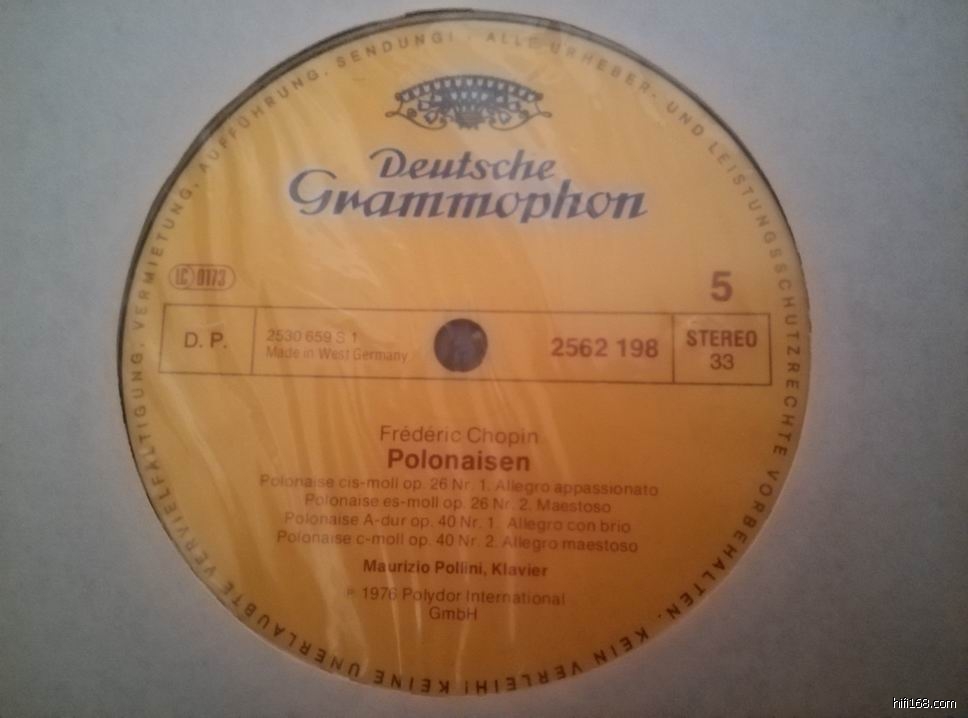 ALLE URHEBER- UND LEISTUNGSSCHUTZRECHTE VORBEHALTEN. KEIN VERLEIH! KEINE UNERLAUBTE VERVIELFÄLTIGUNG, VERMIETUNG, AUFFÜHRUNG, SENDUNG!
Deutsche
Grammophon
LC 0173
5
D. P.
2530 659 S 1
Made in West Germany
2562 198
STEREO
33
Frédéric Chopin
Polonaisen
Polonaise cis-moll op. 26 Nr. 1. Allegro appassionato
Polonaise es-moll op. 26 Nr. 2. Maestoso
Polonaise A-dur op. 40 Nr. 1. Allegro con brio
Polonaise c-moll op. 40 Nr. 2. Allegro maestoso
Maurizio Pollini, Klavier
℗ 1976 Polydor International
GmbH
hifi168.com